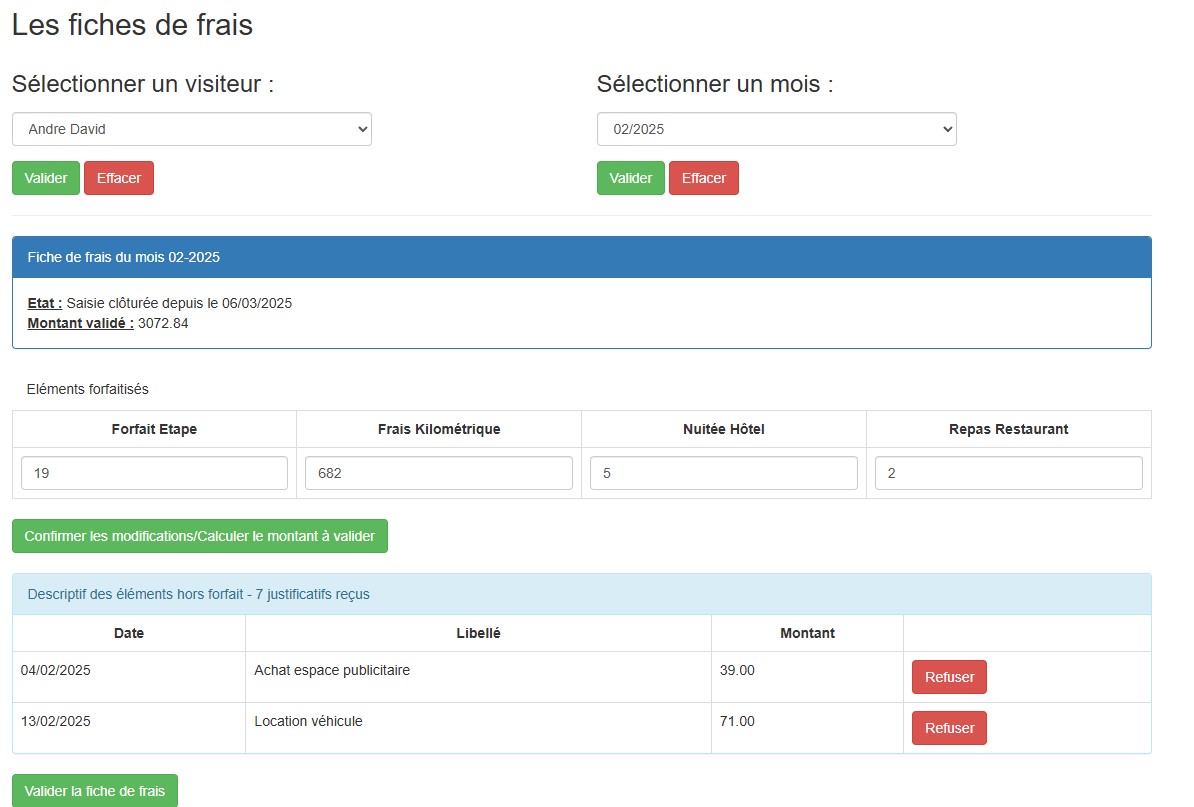 Les fiches de frais
Sélectionner un visiteur :
Sélectionner un mois :
Andre David
02/2025
Valider Effacer
Valider Effacer
Fiche de frais du mois 02-2025
Etat : Saisie clôturée depuis le 06/03/2025
Montant validé : 3072.84
Eléments forfaitisés
Forfait Etape Frais Kilométrique Nuitée Hôtel Repas Restaurant
19 682 5 2
Confirmer les modifications/Calculer le montant à valider
Descriptif des éléments hors forfait - 7 justificatifs reçus
Date Libellé Montant
04/02/2025 Achat espace publicitaire 39.00 Refuser
13/02/2025 Location véhicule 71.00 Refuser
Valider la fiche de frais